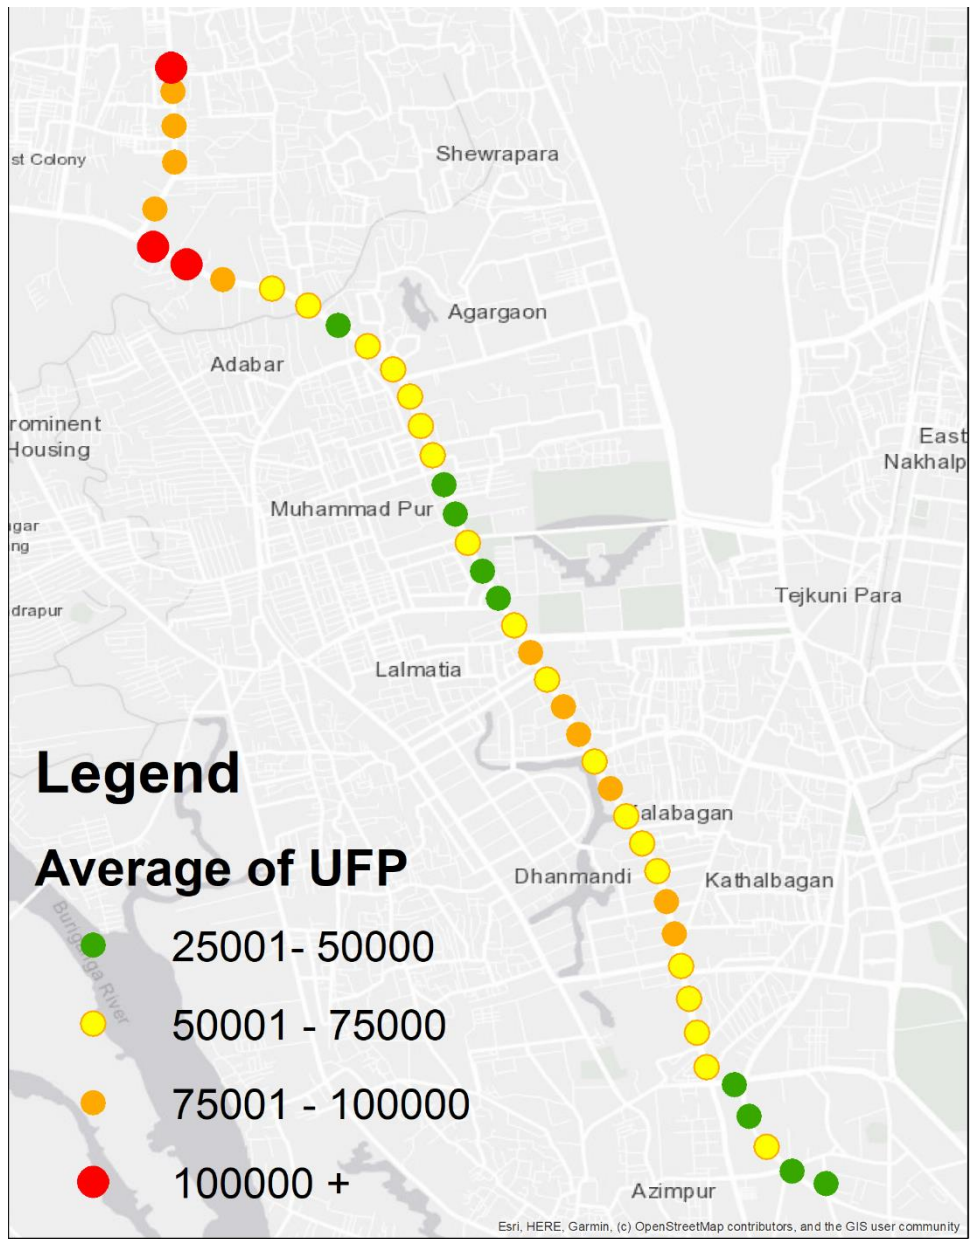 Shewrapara
st Colony
Agargaon
Adabar
rominent
Housing
East
Nakhalp
Muhammad Pur
gar
ng
Tejkuni Para
drapur
Lalmatia
Legend
alabagan
Average of UFP
Dhanmandi
Kathalbagan
Buriganga River
25001- 50000
50001 - 75000
75001 - 100000
100000 +
Azimpur
Esri, HERE, Garmin, (c) OpenStreetMap contributors, and the GIS user community